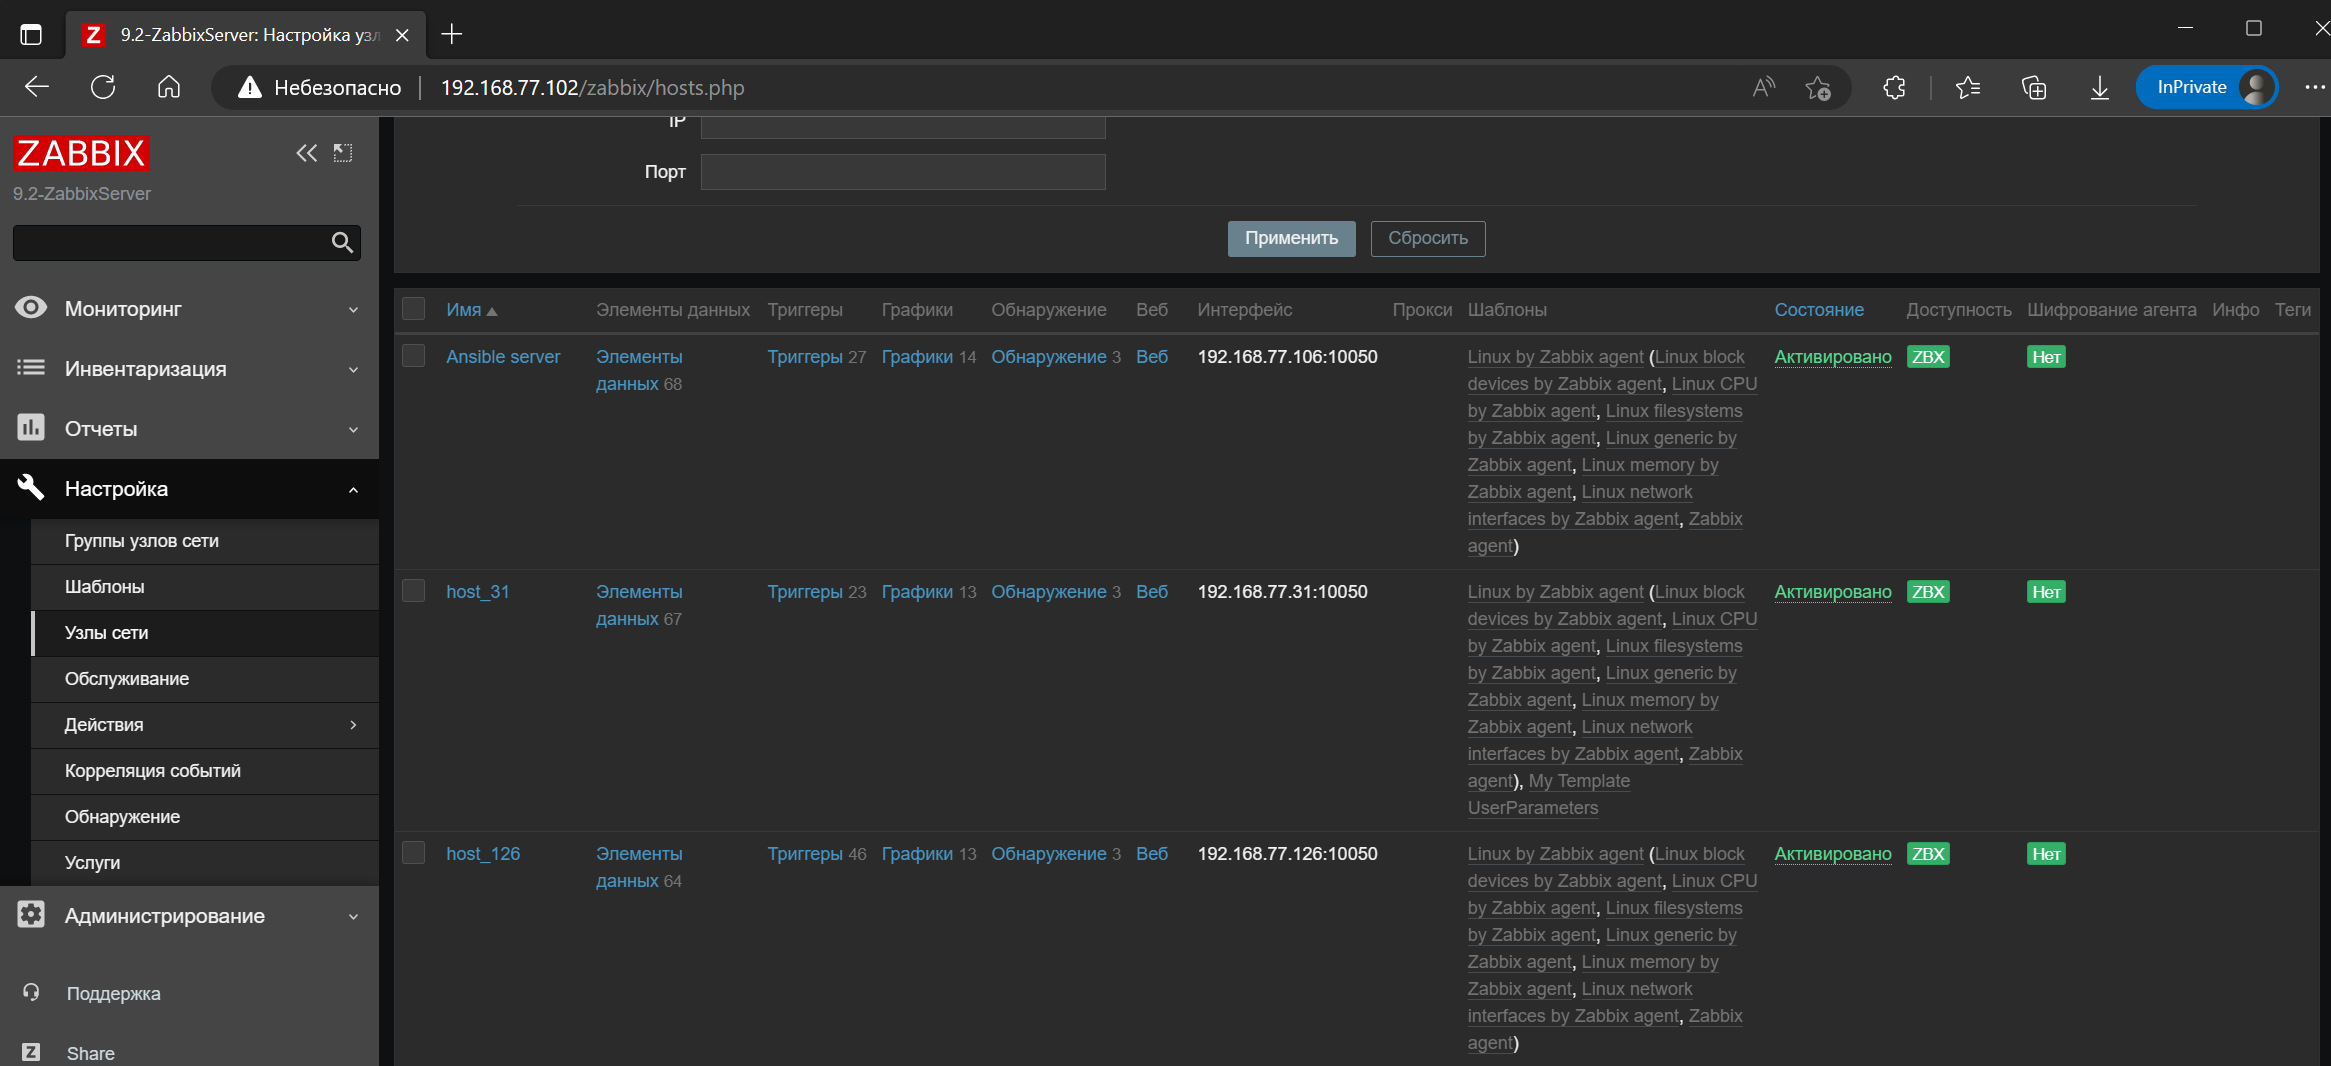 9.2-ZabbixServer: Настройка узл
Небезопасно
192.168.77.102/zabbix/hosts.php
InPrivate
ZABBIX
9.2-ZabbixServer
Мониторинг
Инвентаризация
Отчеты
Настройка
Группы узлов сети
Шаблоны
Узлы сети
Обслуживание
Действия
Корреляция событий
Обнаружение
Услуги
Администрирование
Поддержка
Z Share
IP
Порт
Применить Сбросить
Имя Элементы данных Триггеры Графики Обнаружение Веб Интерфейс Прокси Шаблоны Состояние Доступность Шифрование агента Инфо Теги
Ansible server Элементы Триггеры 27 Графики 14 Обнаружение 3 Веб 192.168.77.106:10050 Linux by Zabbix agent (Linux block Активировано ZBX Нет
данных 68 devices by Zabbix agent, Linux CPU
by Zabbix agent, Linux filesystems
by Zabbix agent, Linux generic by
Zabbix agent, Linux memory by
Zabbix agent, Linux network
interfaces by Zabbix agent, Zabbix
agent)
host_31 Элементы Триггеры 23 Графики 13 Обнаружение 3 Веб 192.168.77.31:10050 Linux by Zabbix agent (Linux block Активировано ZBX Нет
данных 67 devices by Zabbix agent, Linux CPU
by Zabbix agent, Linux filesystems
by Zabbix agent, Linux generic by
Zabbix agent, Linux memory by
Zabbix agent, Linux network
interfaces by Zabbix agent, Zabbix
agent), My Template
UserParameters
host_126 Элементы Триггеры 46 Графики 13 Обнаружение 3 Веб 192.168.77.126:10050 Linux by Zabbix agent (Linux block Активировано ZBX Нет
данных 64 devices by Zabbix agent, Linux CPU
by Zabbix agent, Linux filesystems
by Zabbix agent, Linux generic by
Zabbix agent, Linux memory by
Zabbix agent, Linux network
interfaces by Zabbix agent, Zabbix
agent)